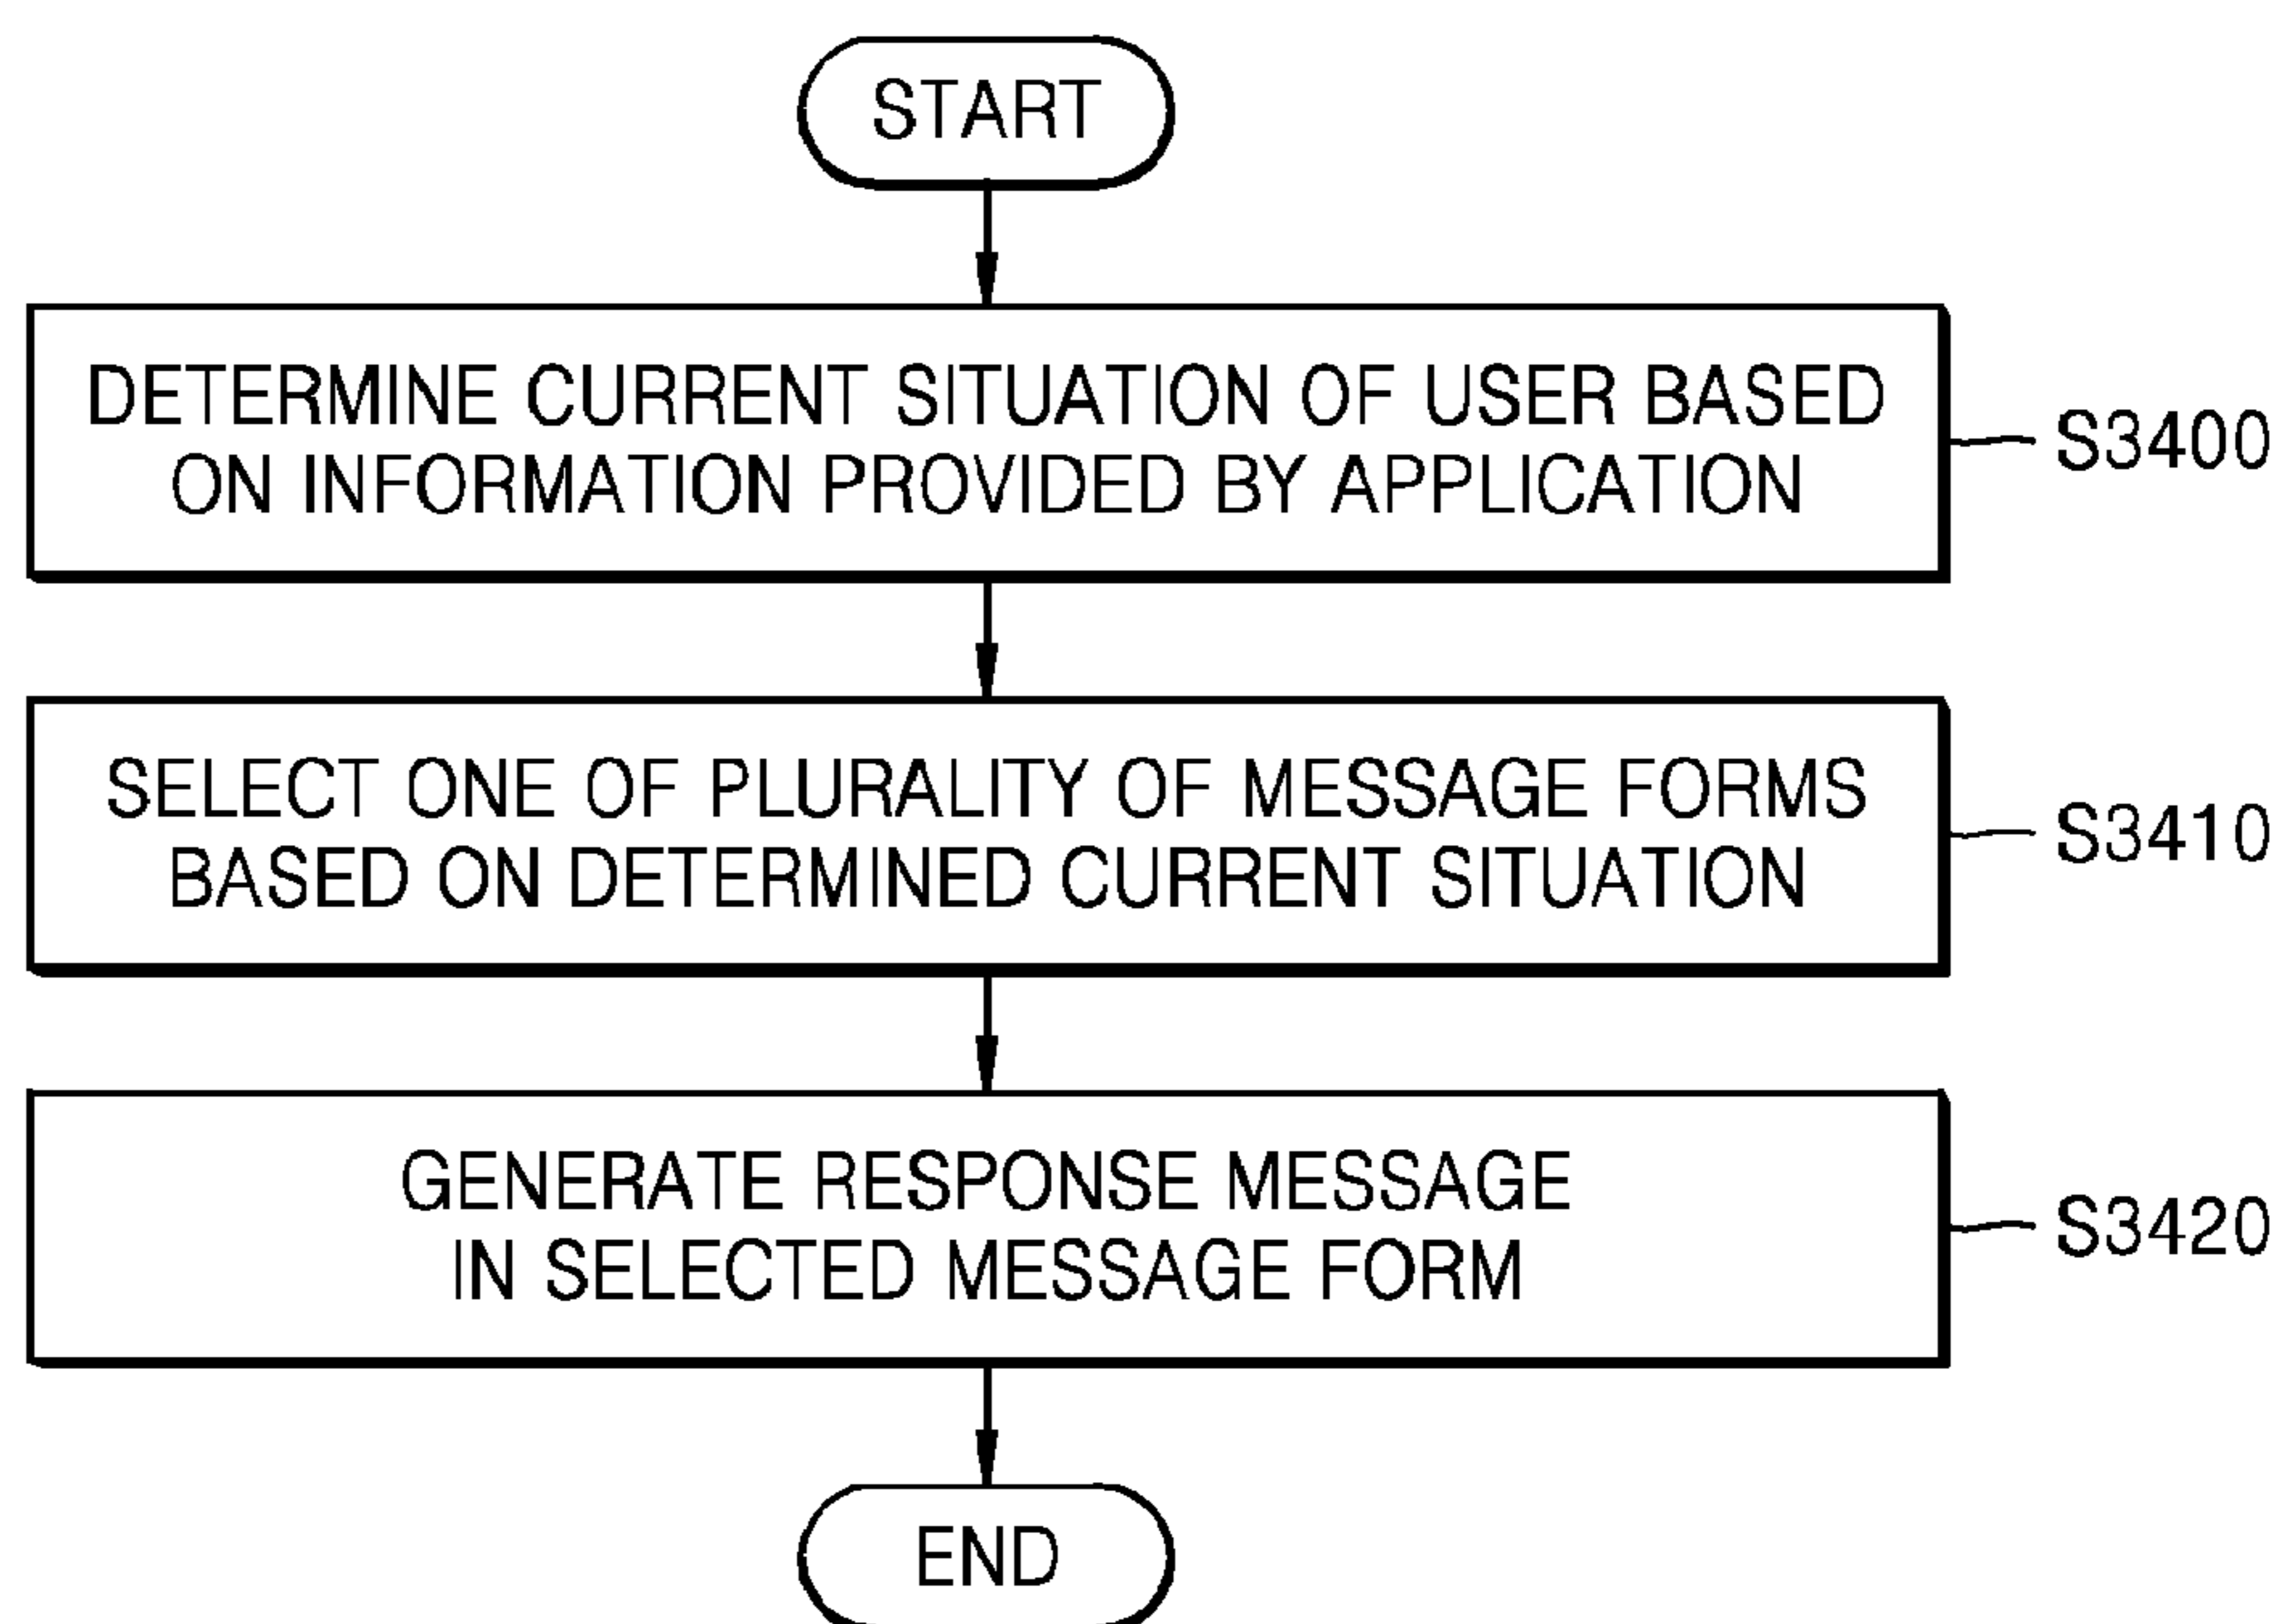 START
DETERMINE CURRENT SITUATION OF USER BASED
ON INFORMATION PROVIDED BY APPLICATION
S3400
SELECT ONE OF PLURALITY OF MESSAGE FORMS
BASED ON DETERMINED CURRENT SITUATION
S3410
GENERATE RESPONSE MESSAGE
IN SELECTED MESSAGE FORM
S3420
END